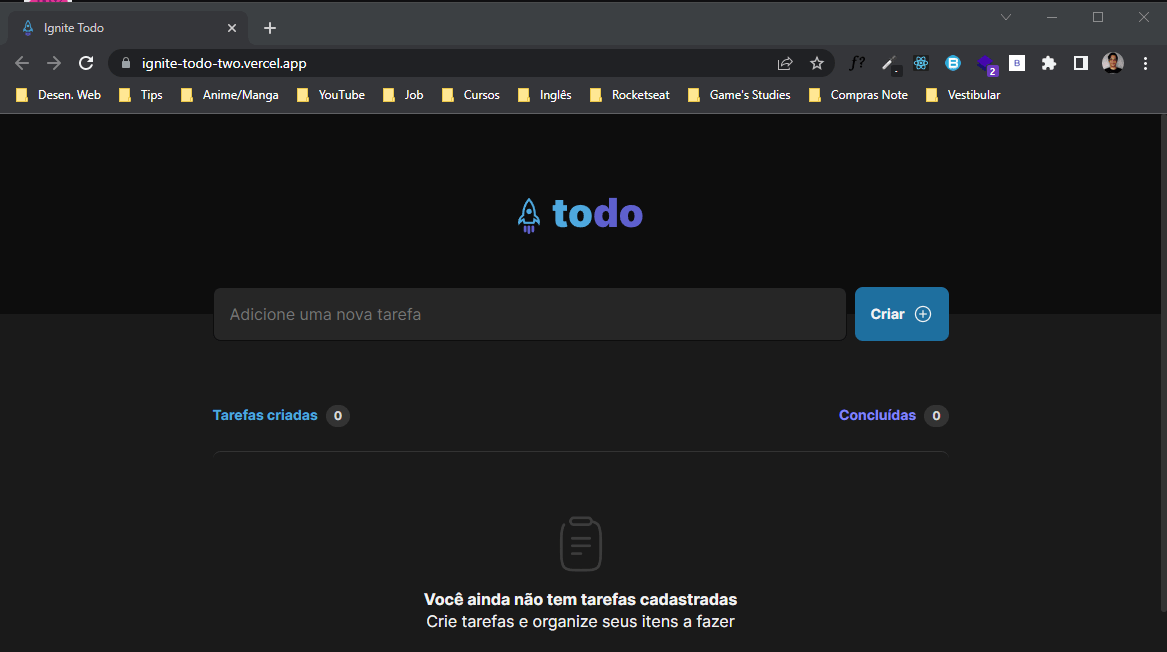 Ignite Todo
ignite-todo-two.vercel.app
f? 2 B
Desen. Web Tips Anime/Manga YouTube Job Cursos Inglês Rocketseat Game's Studies Compras Note Vestibular
todo
Adicione uma nova tarefa Criar
Tarefas criadas 0 Concluídas 0
Você ainda não tem tarefas cadastradas
Crie tarefas e organize seus itens a fazer